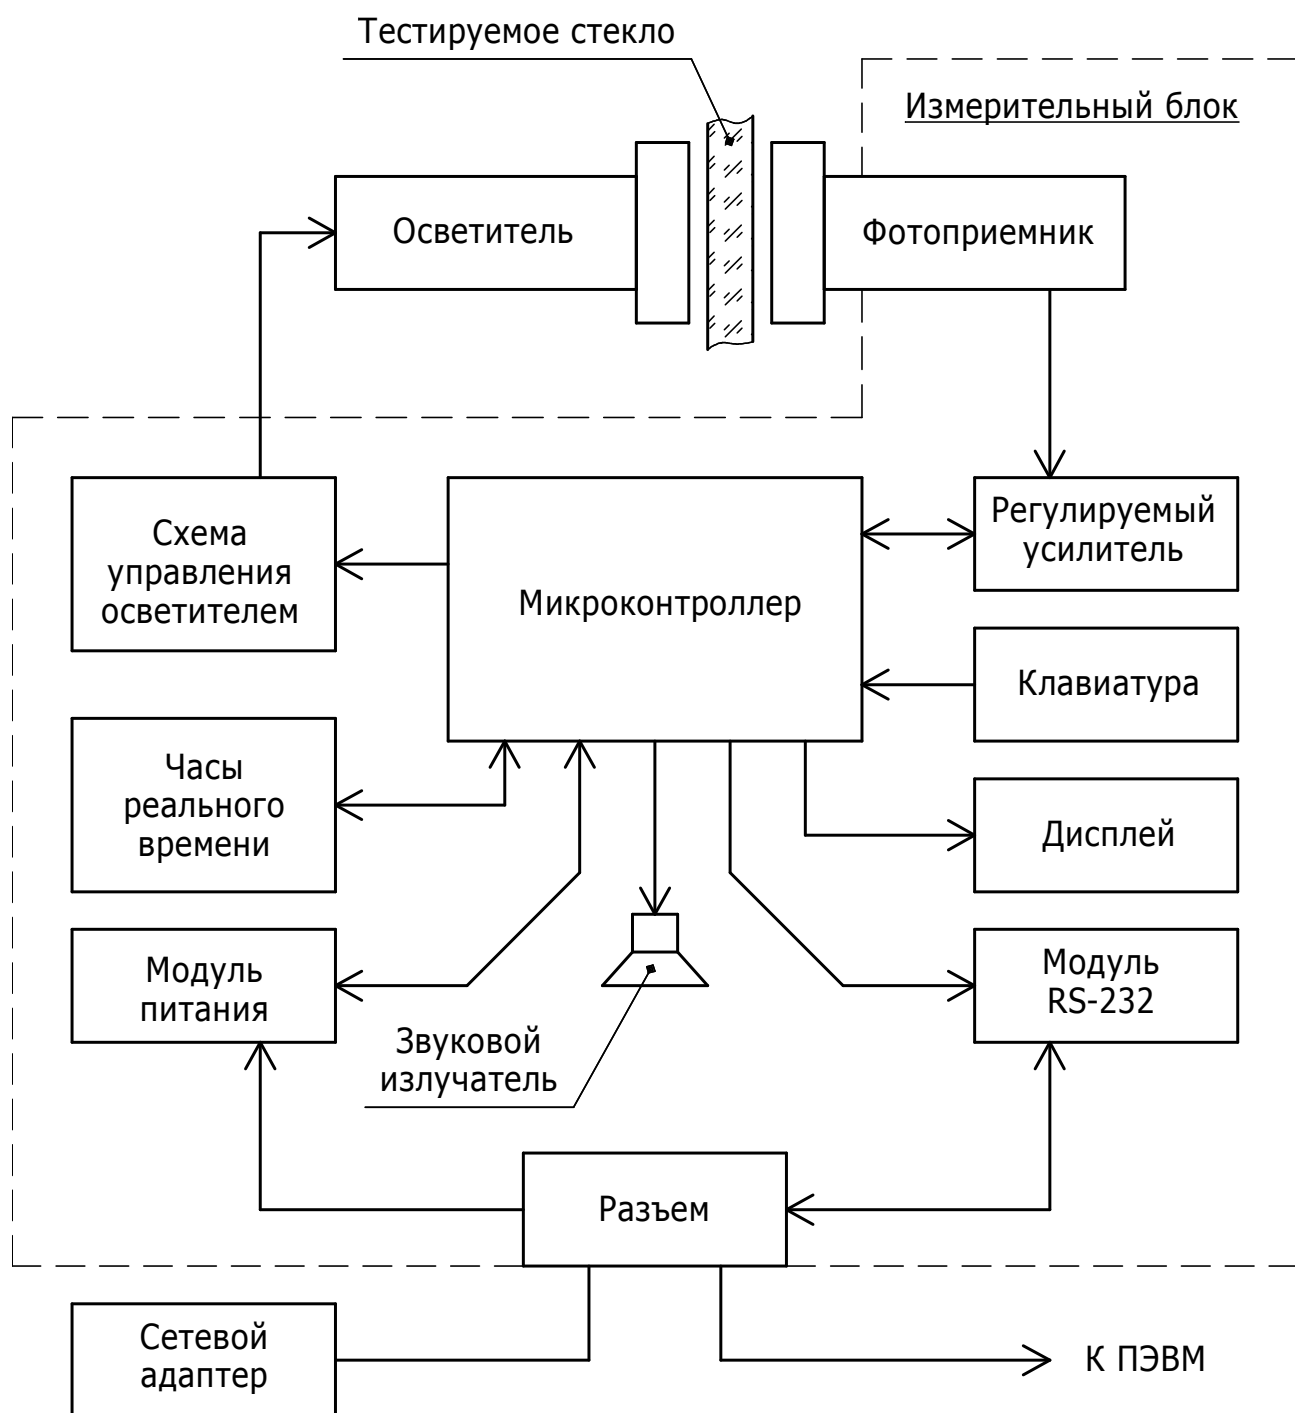 Тестируемое стекло
Измерительный блок
Осветитель
Фотоприемник
Схема
управления
осветителем
Микроконтроллер
Регулируемый
усилитель
Клавиатура
Часы
реального
времени
Дисплей
Модуль
питания
Модуль
RS-232
Звуковой
излучатель
Разъем
Сетевой
адаптер
К ПЭВМ